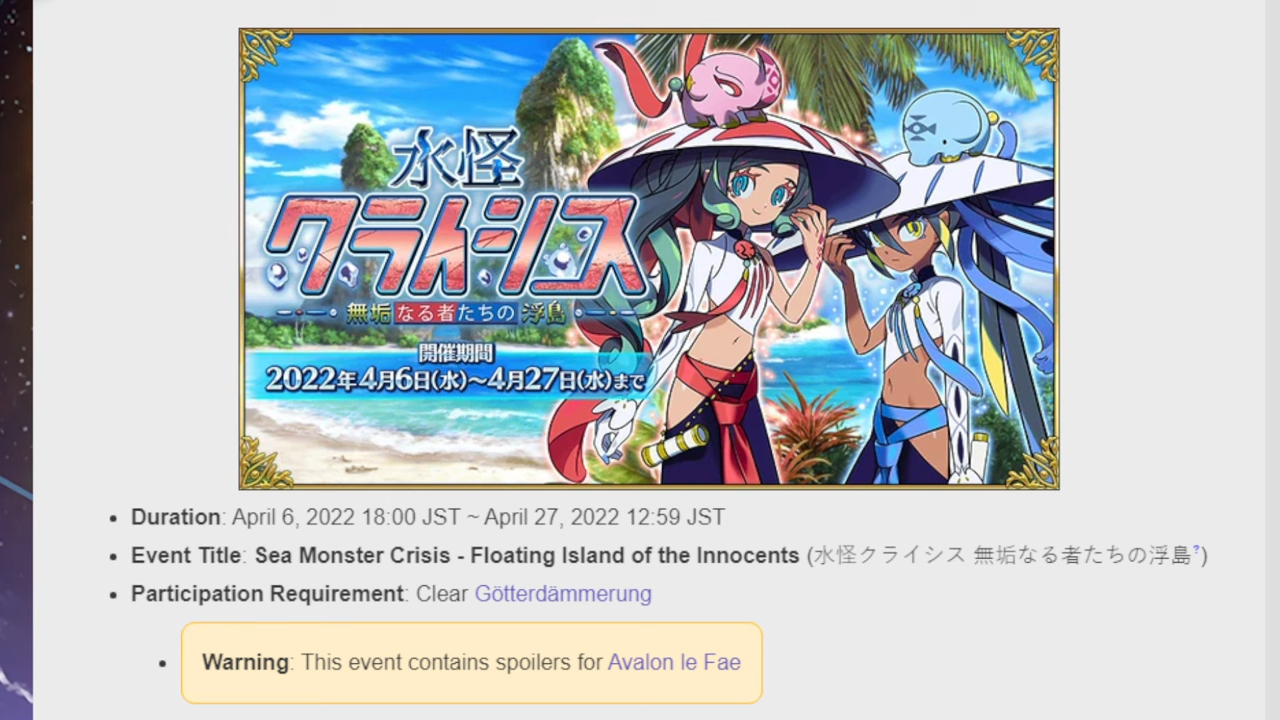 水怪
クライシス
無垢なる者たちの浮島
開催期間
2022年4月6日(水)～4月27日(水)まで
• Duration: April 6, 2022 18:00 JST ~ April 27, 2022 12:59 JST
• Event Title: Sea Monster Crisis - Floating Island of the Innocents (水怪クライシス 無垢なる者たちの浮島?)
• Participation Requirement: Clear Götterdämmerung
• Warning: This event contains spoilers for Avalon le Fae